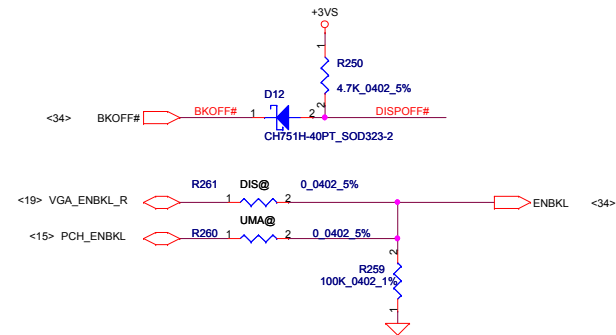 +3VS
1
R250
4.7K_0402_5%
2
D12
<34> BKOFF# BKOFF# 1 2 DISPOFF#
CH751H-40PT_SOD323-2
R261 DIS@ 0_0402_5%
<19> VGA_ENBKL_R 1 2 ENBKL <34>
UMA@
<15> PCH_ENBKL R260 1 2 0_0402_5%
2
R259
100K_0402_1%
1